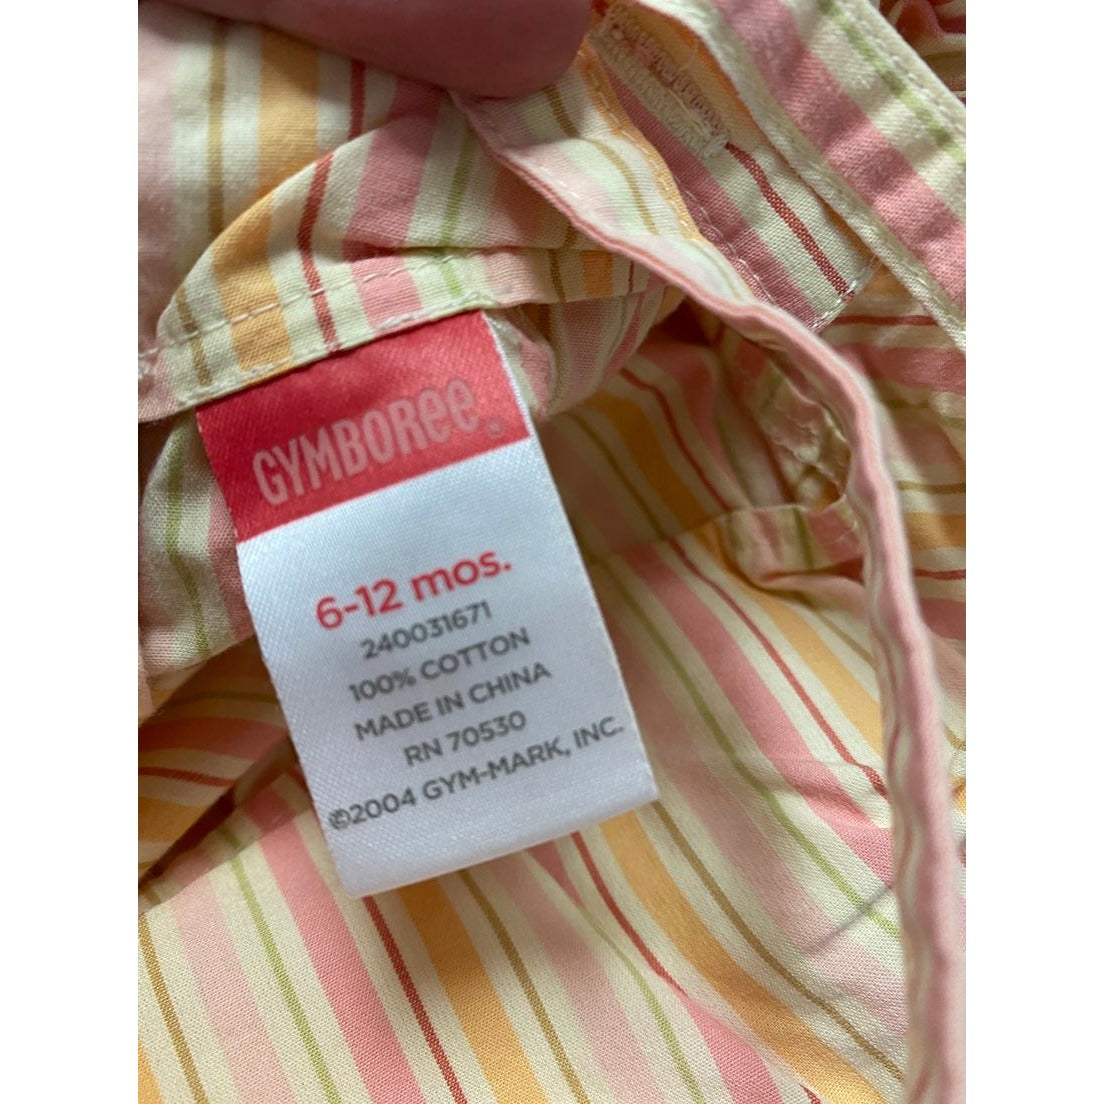 GYMBOREE®
6-12 mos.
240031671
100% COTTON
MADE IN CHINA
RN 70530
©2004 GYM-MARK, INC.